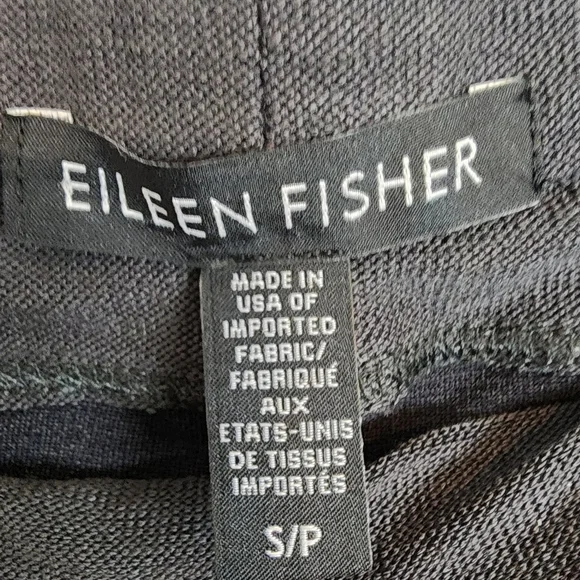 EILEEN FISHER
MADE IN
USA OF
IMPORTED
FABRIC/
FABRIQUÉ
AUX
ETATS-UNIS
DE TISSUS
IMPORTÉS
S/P